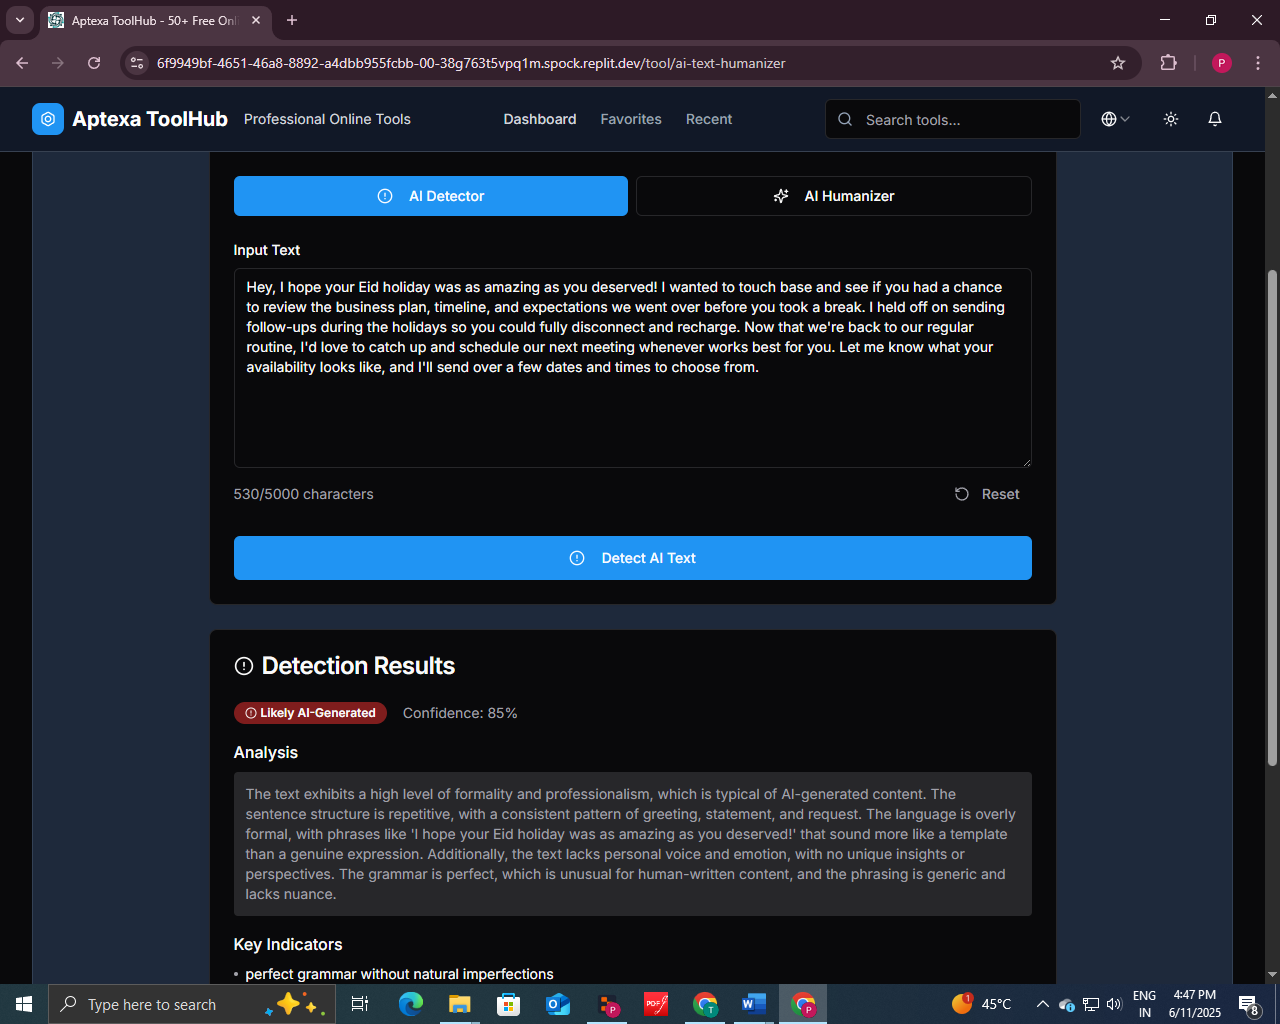 Aptexa ToolHub - 50+ Free Onl
6f9949bf-4651-46a8-8892-a4dbb955fcbb-00-38g763t5vpq1m.spock.replit.dev/tool/ai-text-humanizer
P
Aptexa ToolHub
Professional Online Tools
Dashboard
Favorites
Recent
Search tools...
AI Detector
AI Humanizer
Input Text
Hey, I hope your Eid holiday was as amazing as you deserved! I wanted to touch base and see if you had a chance
to review the business plan, timeline, and expectations we went over before you took a break. I held off on sending
follow-ups during the holidays so you could fully disconnect and recharge. Now that we're back to our regular
routine, I'd love to catch up and schedule our next meeting whenever works best for you. Let me know what your
availability looks like, and I'll send over a few dates and times to choose from.
530/5000 characters
Reset
Detect AI Text
Detection Results
Likely AI-Generated
Confidence: 85%
Analysis
The text exhibits a high level of formality and professionalism, which is typical of AI-generated content. The
sentence structure is repetitive, with a consistent pattern of greeting, statement, and request. The language is overly
formal, with phrases like 'I hope your Eid holiday was as amazing as you deserved!' that sound more like a template
than a genuine expression. Additionally, the text lacks personal voice and emotion, with no unique insights or
perspectives. The grammar is perfect, which is unusual for human-written content, and the phrasing is generic and
lacks nuance.
Key Indicators
• perfect grammar without natural imperfections
Type here to search
P
PDF
T
W
P
1
45°C
ENG
IN
4:47 PM
6/11/2025
8